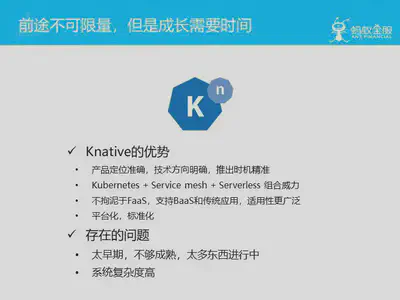 前途不可限量，但是成长需要时间
蚂蚁金服
ANT FINANCIAL
K n
✓ Knative的优势
• 产品定位准确，技术方向明确，推出时机精准
• Kubernetes + Service mesh + Serverless 组合威力
• 不拘泥于FaaS，支持BaaS和传统应用，适用性更广泛
• 平台化，标准化
✓ 存在的问题
• 太早期，不够成熟，太多东西进行中
• 系统复杂度高